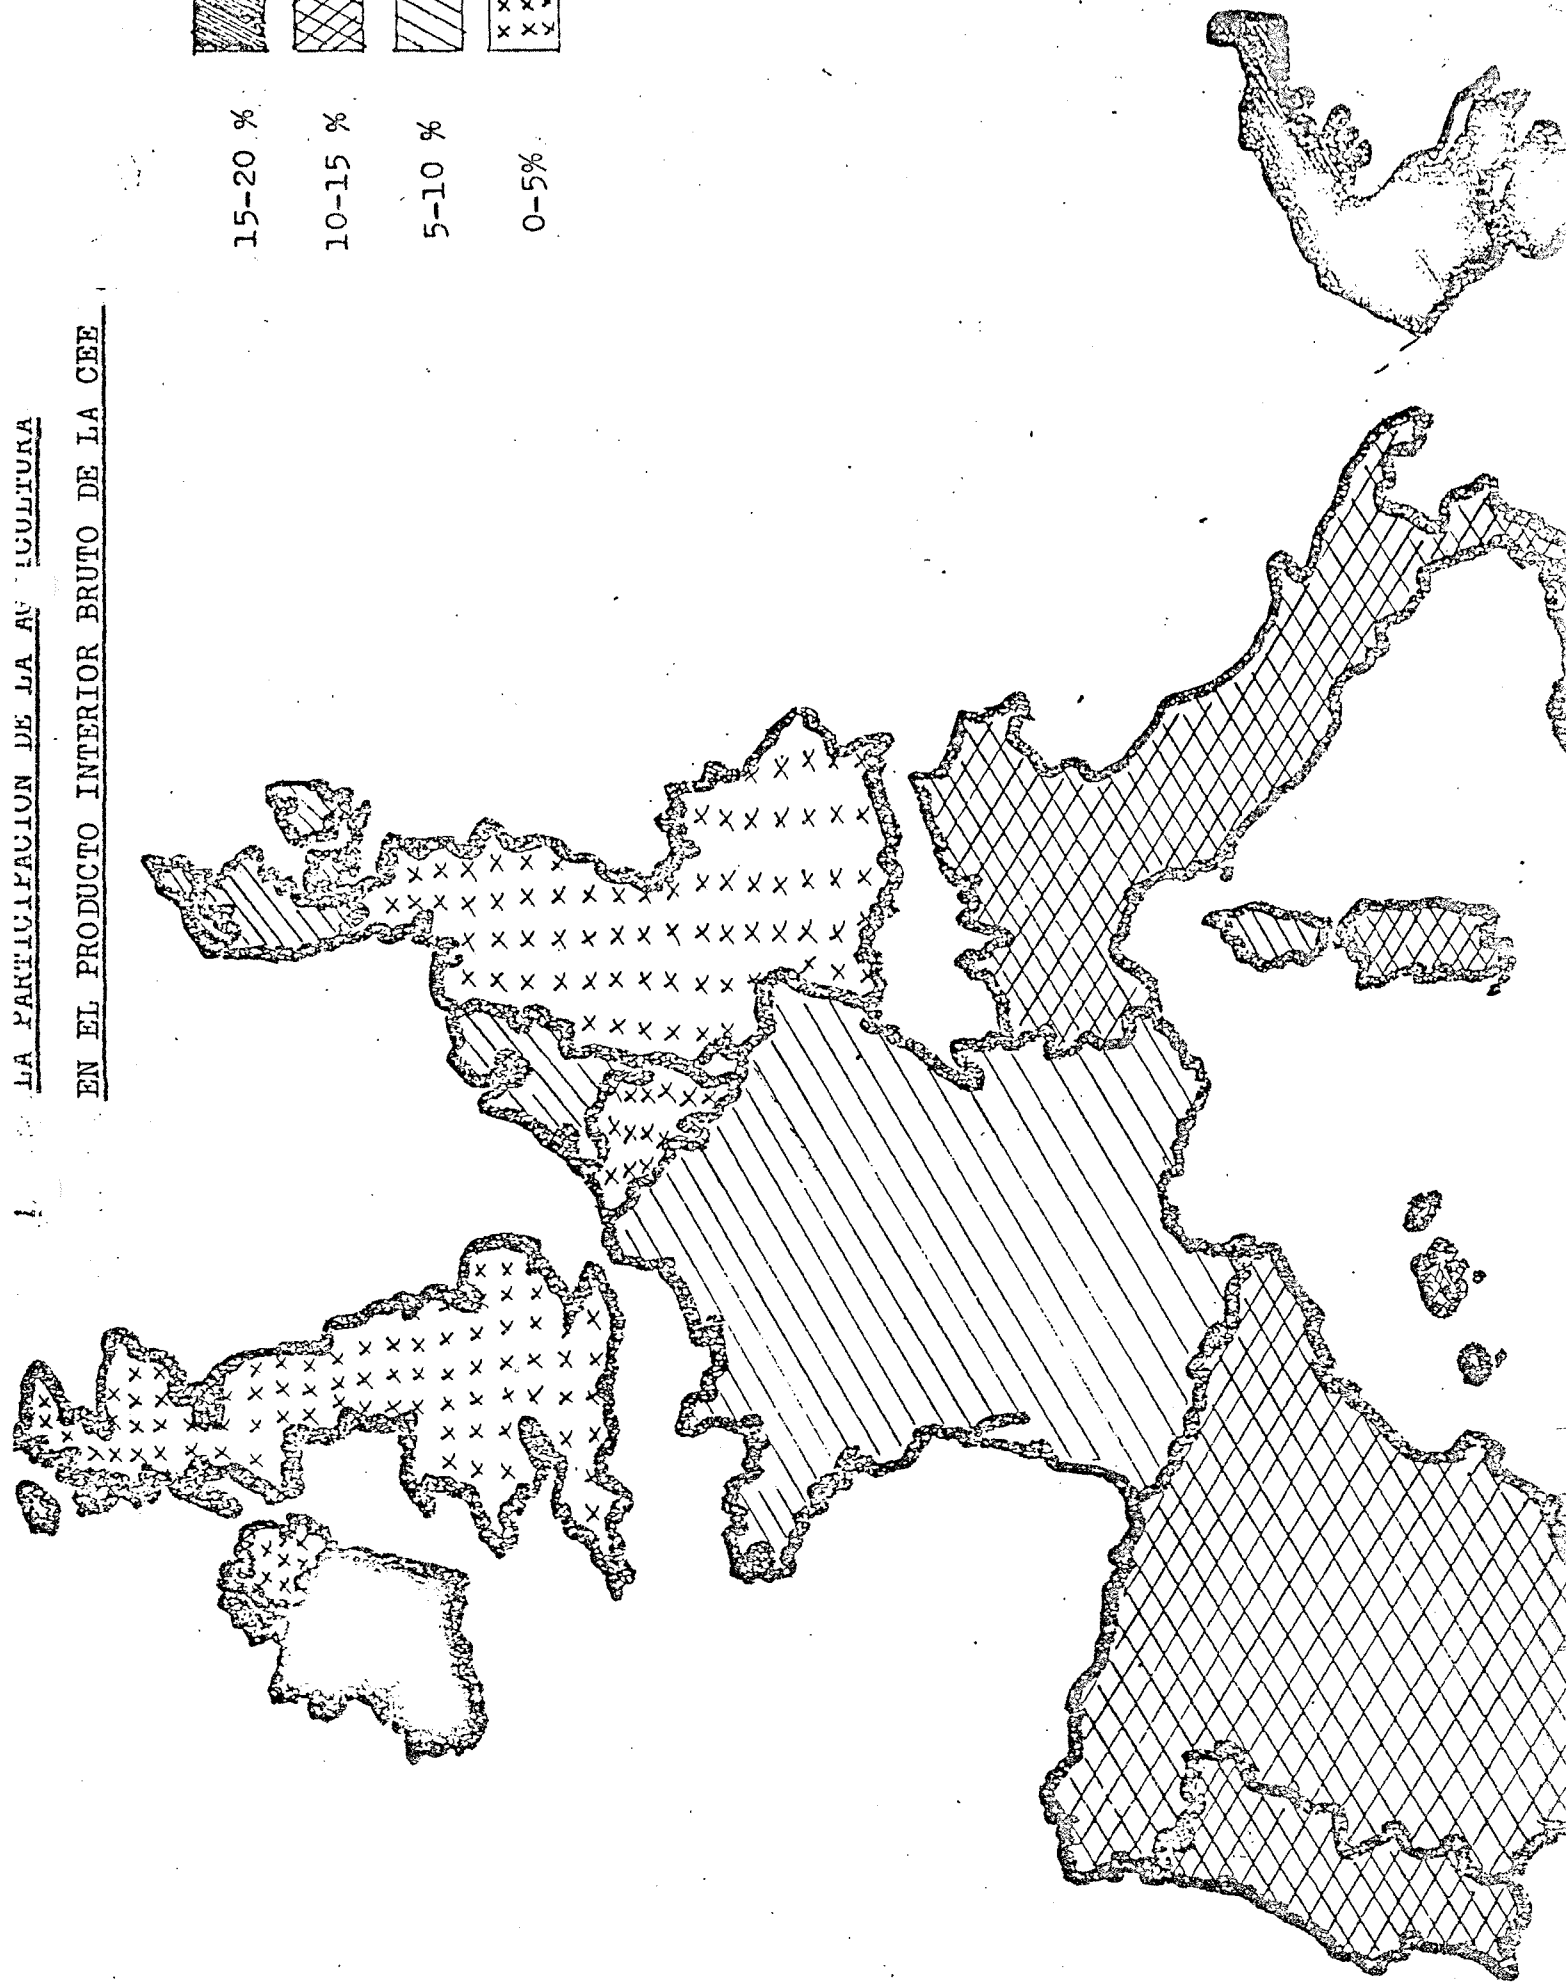 LA PARTICIPACION DE LA AG ICULTURA
EN EL PRODUCTO INTERIOR BRUTO DE LA CEE
15-20 %
10-15 %
5-10 %
0-5%